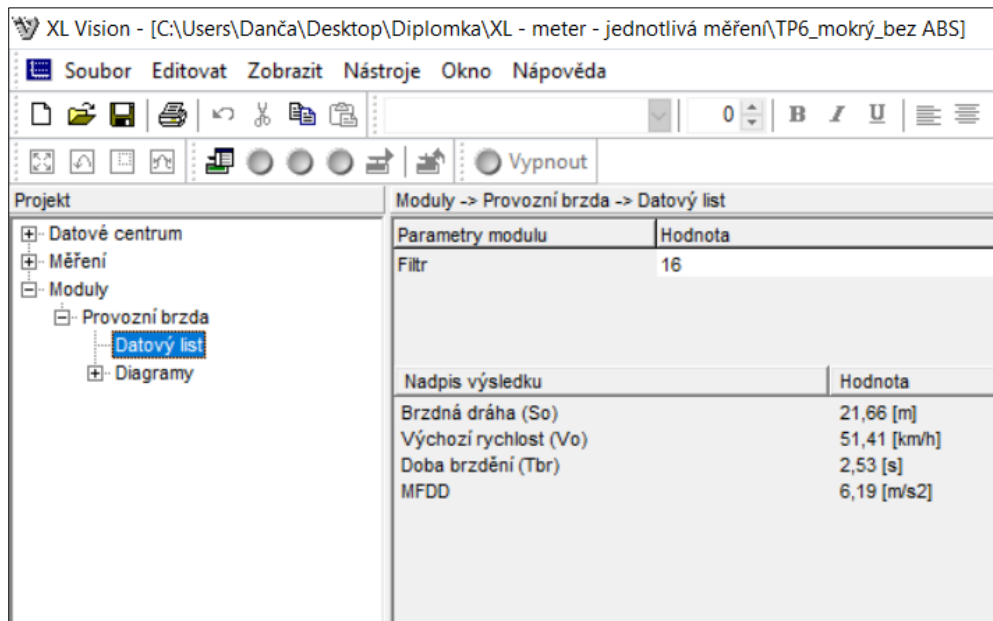 XL Vision - [C:\Users\Danča\Desktop\Diplomka\XL - meter - jednotlivá měření\TP6_mokrý_bez ABS]
Soubor Editovat Zobrazit Nástroje Okno Nápověda
0 B I U
Vypnout
Projekt
Moduly -> Provozní brzda -> Datový list
Datové centrum
Měření
Moduly
Provozní brzda
Datový list
Diagramy
Parametry modulu Hodnota
Filtr 16
Nadpis výsledku Hodnota
Brzdná dráha (So) 21,66 [m]
Výchozí rychlost (Vo) 51,41 [km/h]
Doba brzdění (Tbr) 2,53 [s]
MFDD 6,19 [m/s2]